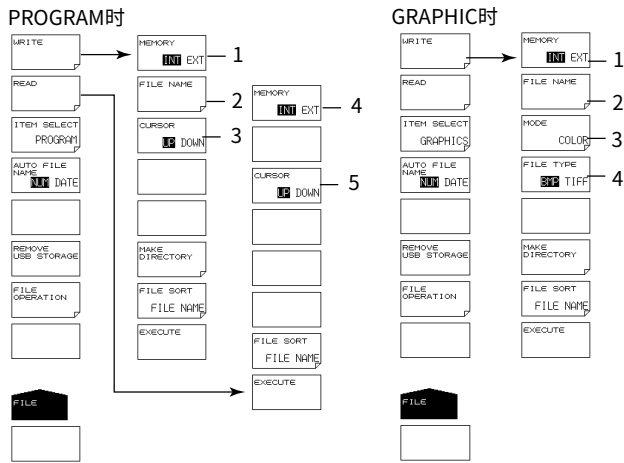 PROGRAM时
WRITE
READ
ITEM SELECT
PROGRAM
AUTO FILE
NAME
NUM DATE
REMOVE
USB STORAGE
FILE
OPERATION
FILE
MEMORY
INT EXT
1
FILE NAME
2
CURSOR
UP DOWN
3
MAKE
DIRECTORY
FILE SORT
FILE NAME
EXECUTE
MEMORY
INT EXT
4
CURSOR
UP DOWN
5
FILE SORT
FILE NAME
EXECUTE
GRAPHIC时
WRITE
READ
ITEM SELECT
GRAPHICS
AUTO FILE
NAME
NUM DATE
REMOVE
USB STORAGE
FILE
OPERATION
FILE
MEMORY
INT EXT
1
FILE NAME
2
MODE
COLOR
3
FILE TYPE
BMP TIFF
4
MAKE
DIRECTORY
FILE SORT
FILE NAME
EXECUTE